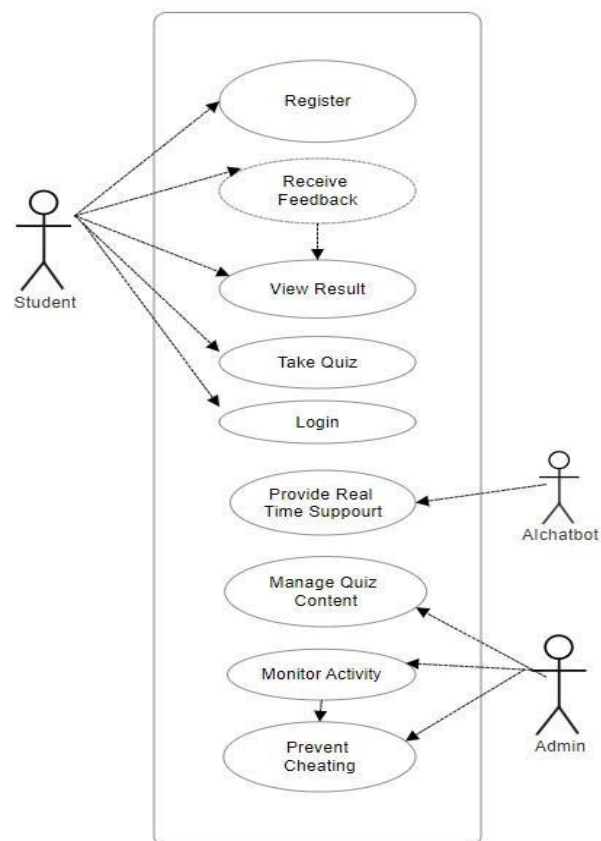 Register
Receive
Feedback
Student
View Result
Take Quiz
Login
Provide Real
Time Suppourt
AIchatbot
Manage Quiz
Content
Monitor Activity
Admin
Prevent
Cheating